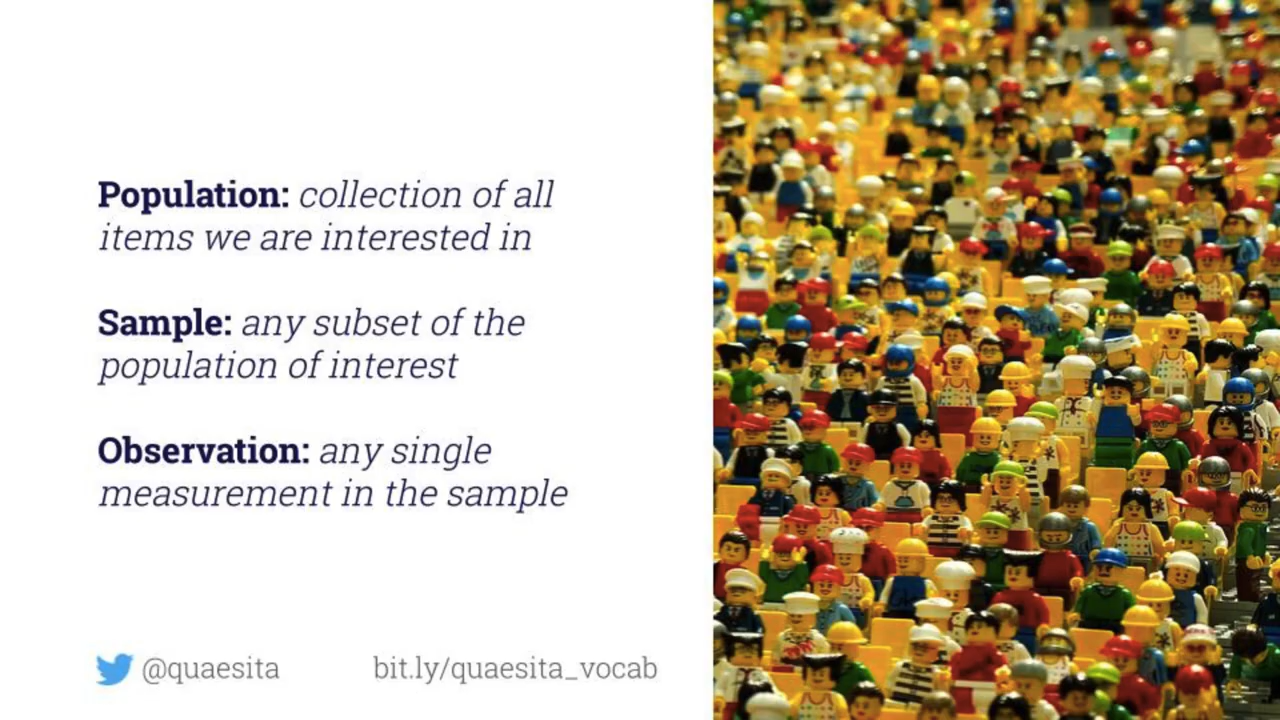 Population: collection of all
items we are interested in
Sample: any subset of the
population of interest
Observation: any single
measurement in the sample
@quaesita
bit.ly/quaesita_vocab